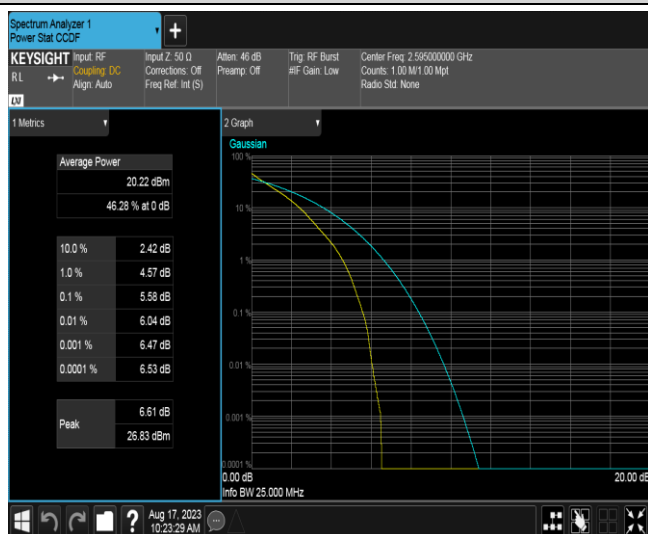 Spectrum Analyzer 1
Power Stat CCDF
+
KEYSIGHT
RL
LXI
Input: RF
Coupling: DC
Align: Auto
Input Z: 50 Ω
Corrections: Off
Freq Ref: Int (S)
Atten: 46 dB
Preamp: Off
Trig: RF Burst
#IF Gain: Low
Center Freq: 2.595000000 GHz
Counts: 1.00 M/1.00 Mpt
Radio Std: None
1 Metrics
Average Power
20.22 dBm
46.28 % at 0 dB
10.0 % 2.42 dB
1.0 % 4.57 dB
0.1 % 5.58 dB
0.01 % 6.04 dB
0.001 % 6.47 dB
0.0001 % 6.53 dB
Peak
6.61 dB
26.83 dBm
2 Graph
Gaussian
100 %
10 %
1 %
0.1 %
0.01 %
0.001 %
0.0001 %
0.00 dB 20.00 dB
Info BW 25.000 MHz
?
Aug 17, 2023
10:23:29 AM